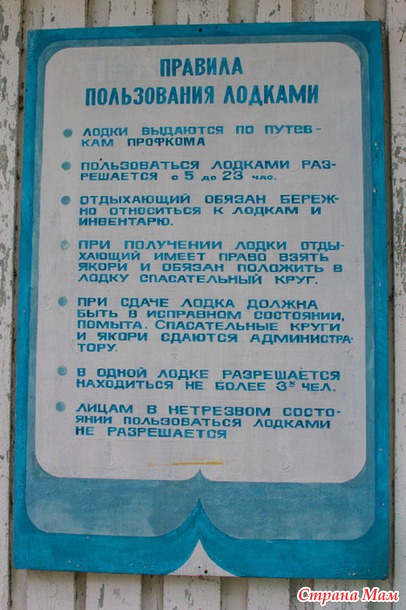 ПРАВИЛА
ПОЛЬЗОВАНИЯ ЛОДКАМИ
ЛОДКИ ВЫДАЮТСЯ ПО ПУТЕВ-
КАМ ПРОФКОМА
ПОЛЬЗОВАТЬСЯ ЛОДКАМИ РАЗ-
РЕШАЕТСЯ с 5 до 23 час.
ОТДЫХАЮЩИЙ ОБЯЗАН БЕРЕЖ-
НО ОТНОСИТЬСЯ К ЛОДКАМ И
ИНВЕНТАРЮ.
ПРИ ПОЛУЧЕНИИ ЛОДКИ ОТДЫ-
ХАЮЩИЙ ИМЕЕТ ПРАВО ВЗЯТЬ
ЯКОРИ И ОБЯЗАН ПОЛОЖИТЬ В
ЛОДКУ СПАСАТЕЛЬНЫЙ КРУГ.
ПРИ СДАЧЕ ЛОДКА ДОЛЖНА
БЫТЬ В ИСПРАВНОМ СОСТОЯНИИ,
ПОМЫТА. СПАСАТЕЛЬНЫЕ КРУГИ
И ЯКОРИ СДАЮТСЯ АДМИНИСТРА-
ТОРУ.
В ОДНОЙ ЛОДКЕ РАЗРЕШАЕТСЯ
НАХОДИТЬСЯ НЕ БОЛЕЕ 3х ЧЕЛ.
ЛИЦАМ В НЕТРЕЗВОМ СОСТО-
ЯНИИ ПОЛЬЗОВАТЬСЯ ЛОДКАМИ
НЕ РАЗРЕШАЕТСЯ
Страна Мам